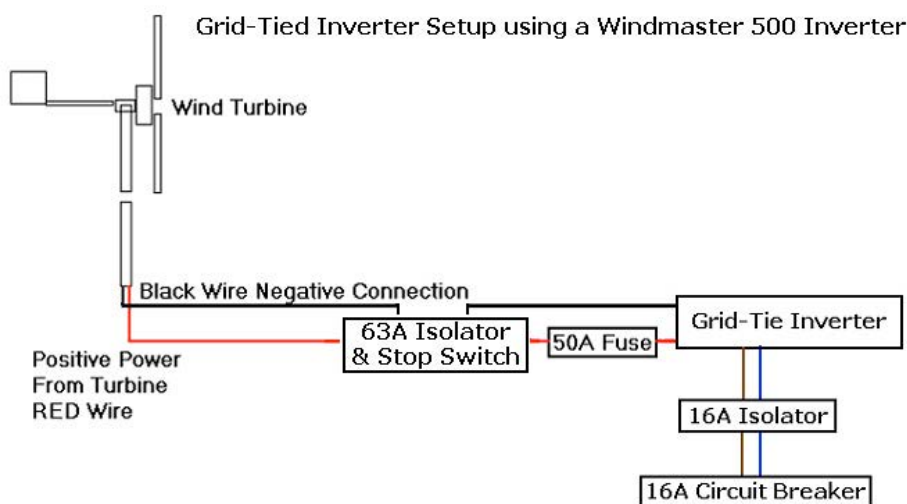 Grid-Tied Inverter Setup using a Windmaster 500 Inverter
Wind Turbine
Black Wire Negative Connection
63A Isolator
& Stop Switch
50A Fuse
Grid-Tie Inverter
Positive Power
From Turbine
RED Wire
16A Isolator
16A Circuit Breaker